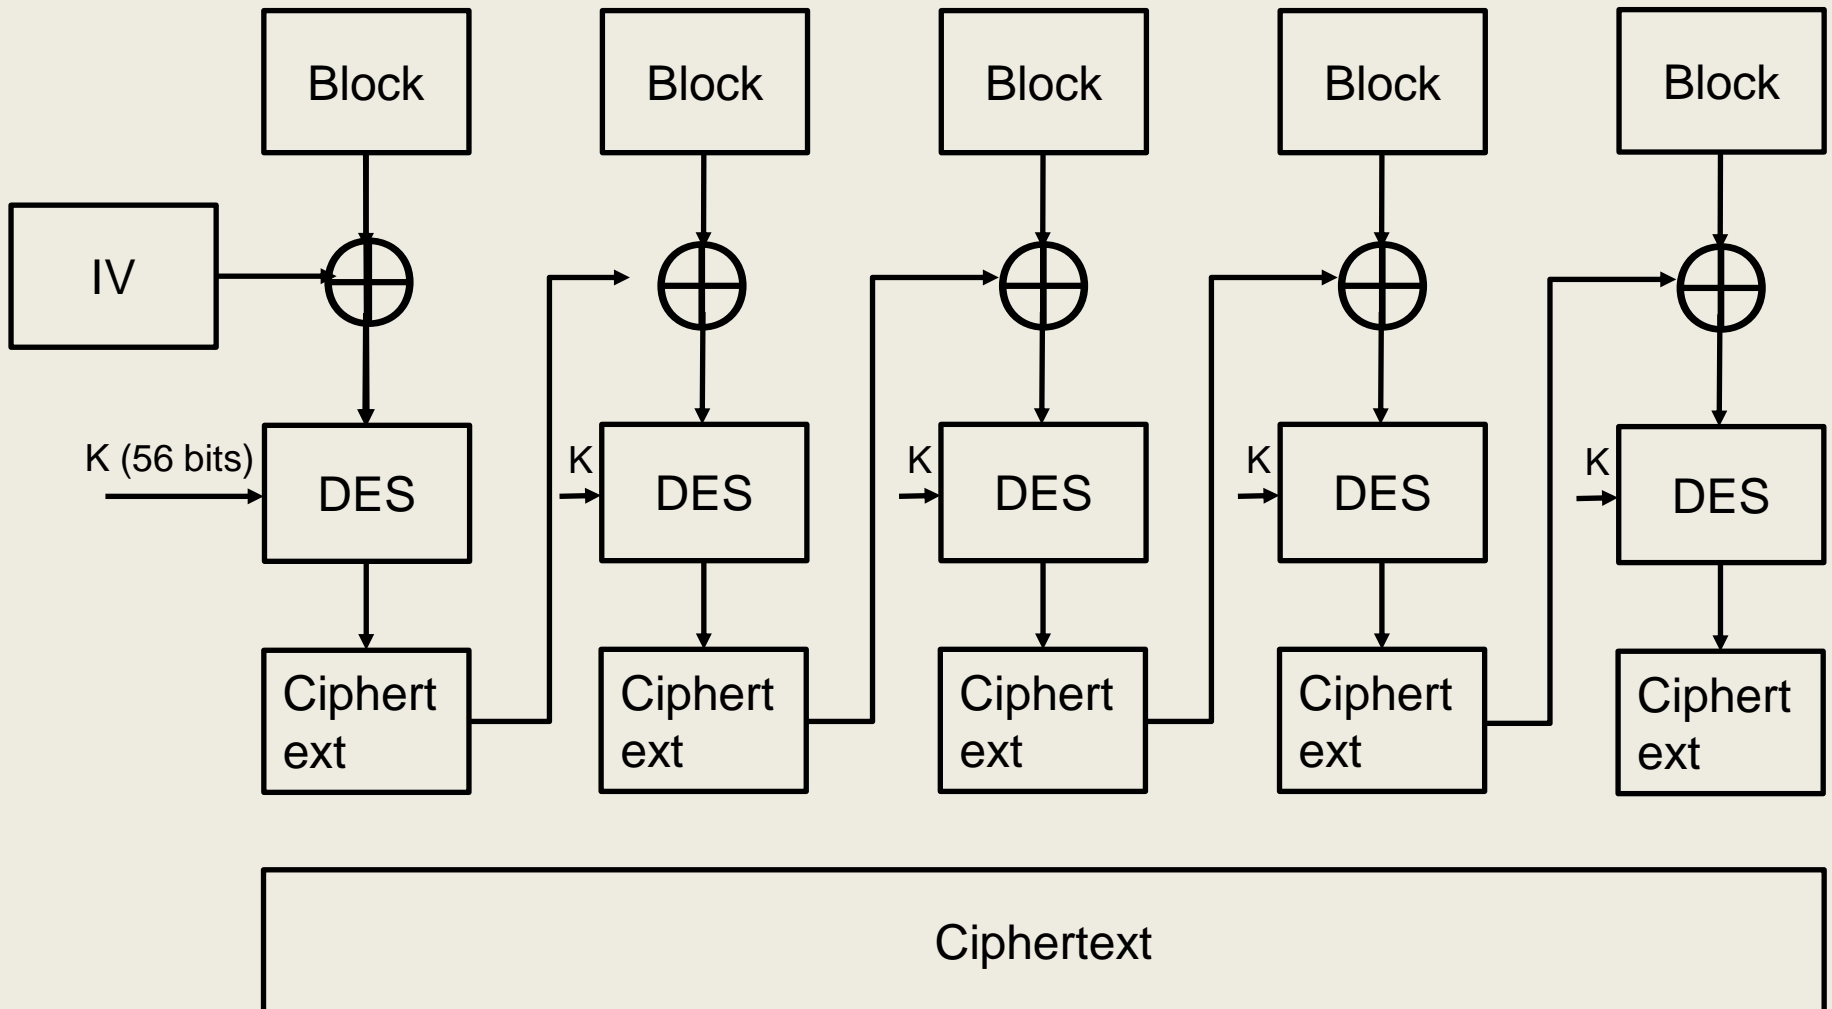 Block
Block
Block
Block
Block
IV
K (56 bits)
K
K
K
K
DES
DES
DES
DES
DES
Ciphert
ext
Ciphert
ext
Ciphert
ext
Ciphert
ext
Ciphert
ext
Ciphertext